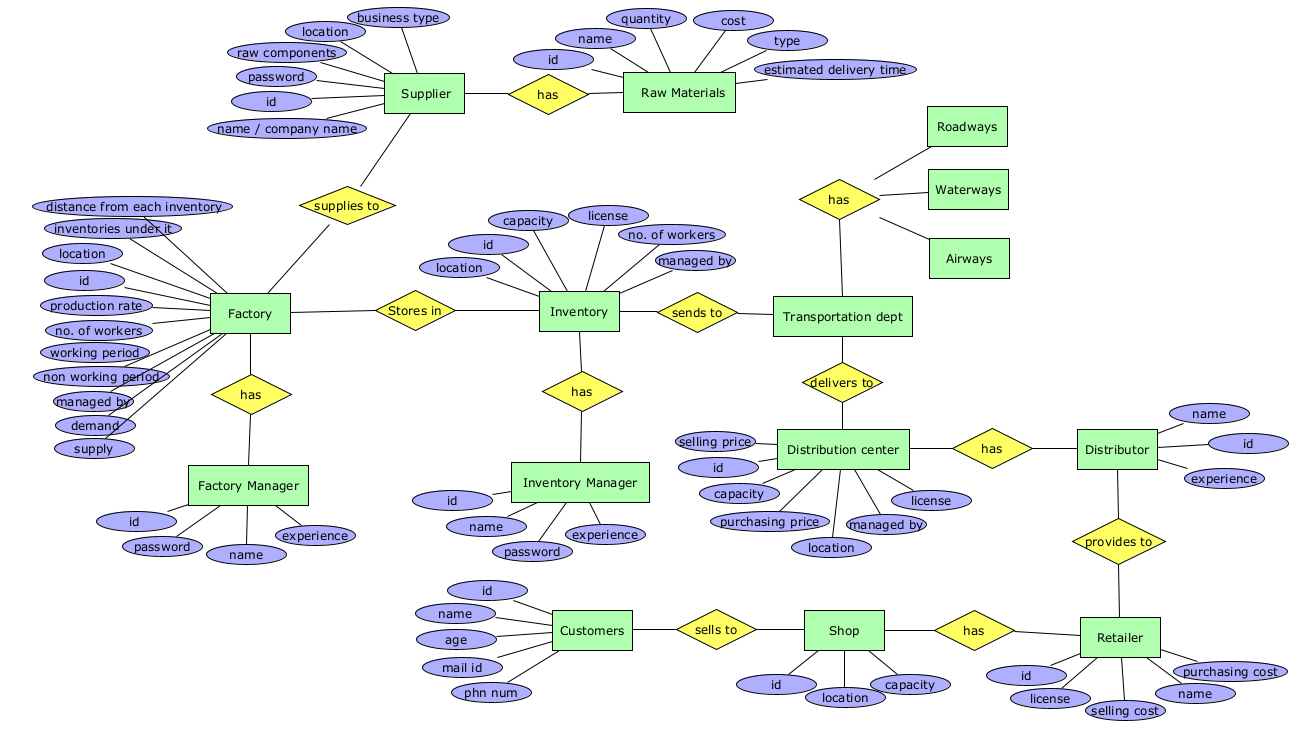 business type
location
raw components
password
id
name / company name
Supplier
has
quantity
name
cost
id
type
estimated delivery time
Raw Materials
Roadways
Waterways
Airways
has
supplies to
distance from each inventory
inventories under it
location
id
production rate
no. of workers
working period
non working period
managed by
demand
supply
Factory
Stores in
capacity
license
id
no. of workers
location
managed by
Inventory
sends to
Transportation dept
has
has
delivers to
Factory Manager
id
password
name
experience
Inventory Manager
id
name
password
experience
selling price
id
capacity
purchasing price
location
managed by
license
Distribution center
has
Distributor
name
id
experience
provides to
id
name
age
mail id
phn num
Customers
sells to
Shop
id
location
capacity
has
Retailer
id
license
selling cost
name
purchasing cost